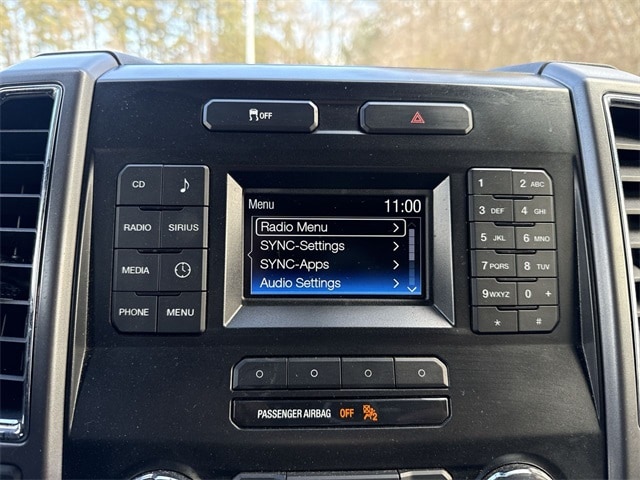 OFF
CD
RADIO SIRIUS
MEDIA
PHONE MENU
Menu 11:00
Radio Menu
SYNC-Settings
SYNC-Apps
Audio Settings
1 2 ABC
3 DEF 4 GHI
5 JKL 6 MNO
7 PQRS 8 TUV
9 WXYZ 0 +
* #
PASSENGER AIRBAG OFF 2